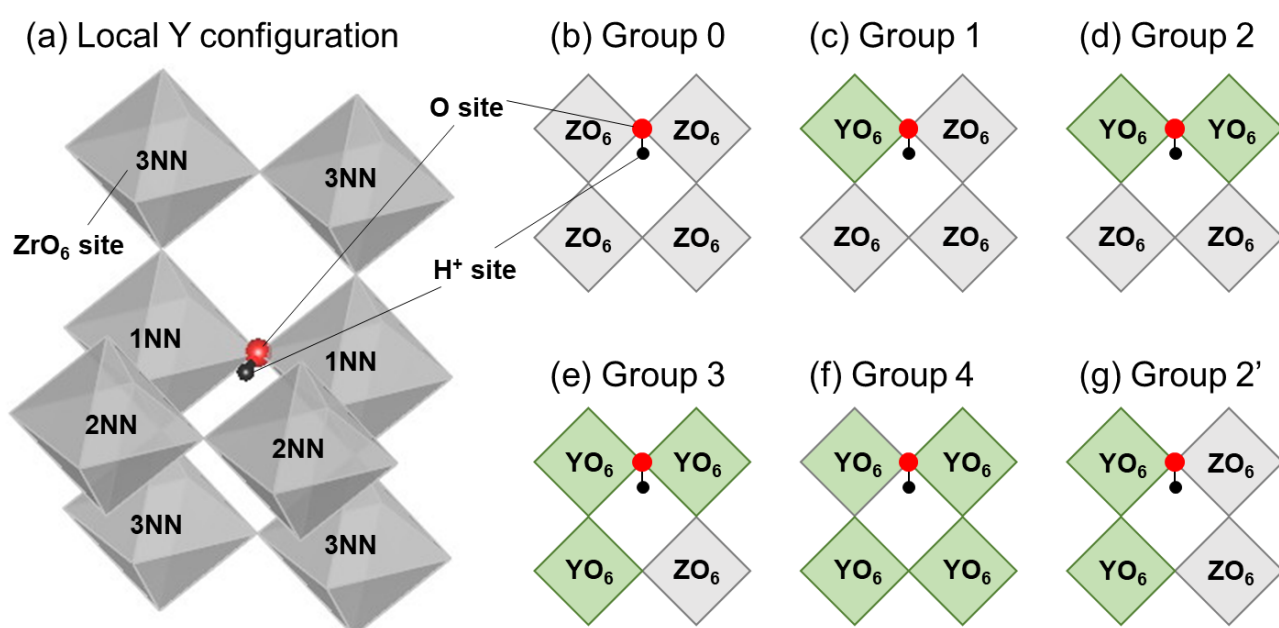 (a) Local Y configuration
3NN
3NN
ZrO₆ site
1NN
1NN
2NN
2NN
3NN
3NN
O site
H⁺ site
(b) Group 0
ZO₆ ZO₆
ZO₆ ZO₆
(c) Group 1
YO₆ ZO₆
ZO₆ ZO₆
(d) Group 2
YO₆ YO₆
ZO₆ ZO₆
(e) Group 3
YO₆ YO₆
YO₆ ZO₆
(f) Group 4
YO₆ YO₆
YO₆ YO₆
(g) Group 2’
YO₆ ZO₆
YO₆ ZO₆